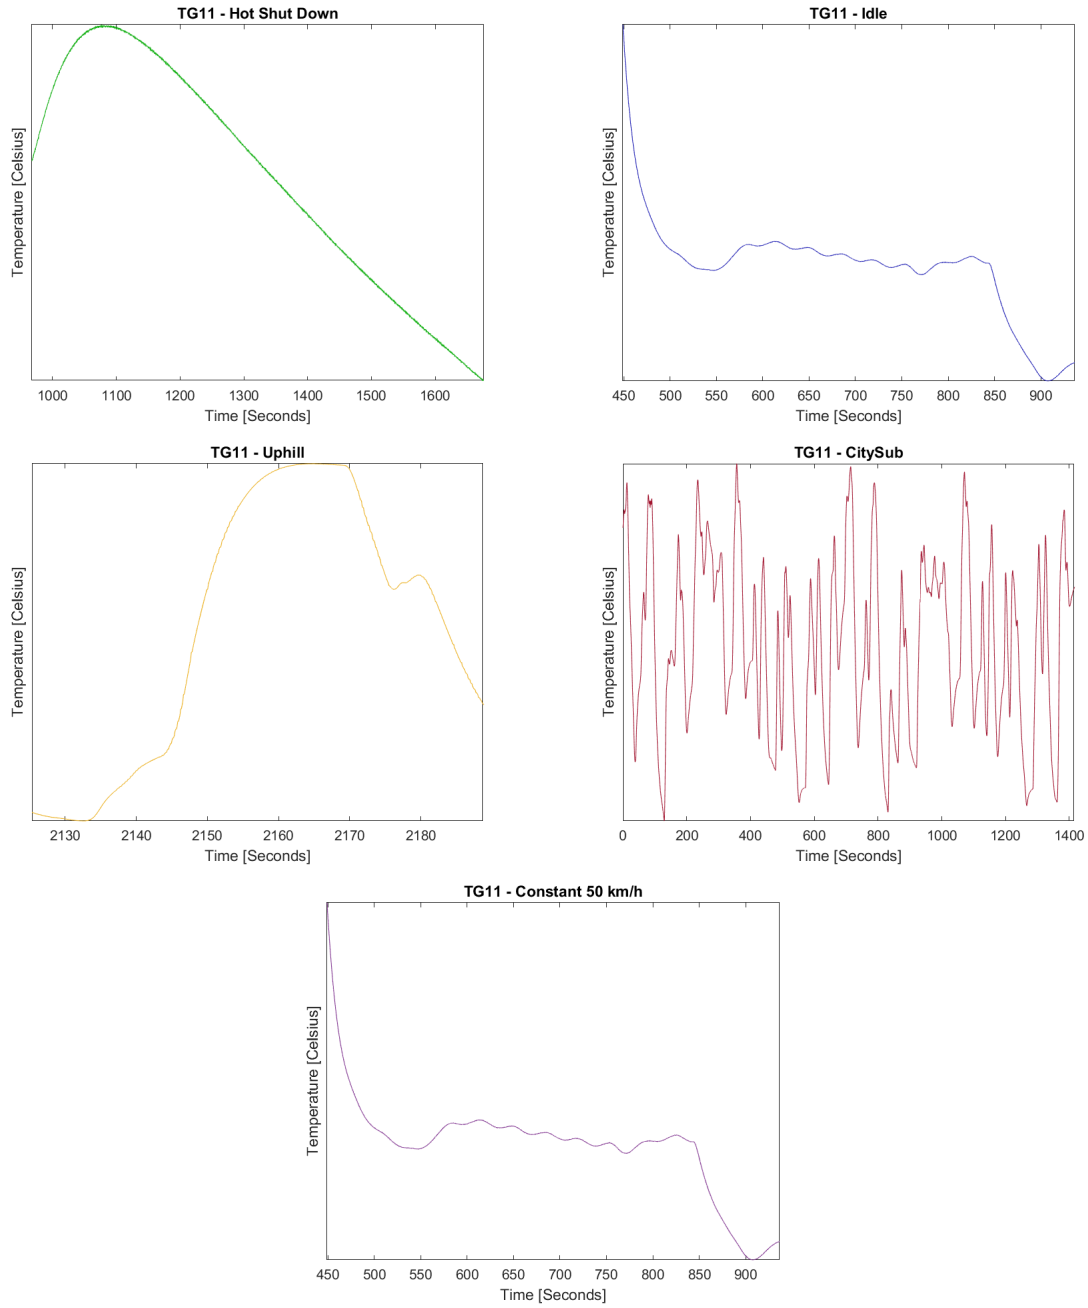 TG11 - Hot Shut Down
Temperature [Celsius]
1000 1100 1200 1300 1400 1500 1600
Time [Seconds]
TG11 - Idle
Temperature [Celsius]
450 500 550 600 650 700 750 800 850 900
Time [Seconds]
TG11 - Uphill
Temperature [Celsius]
2130 2140 2150 2160 2170 2180
Time [Seconds]
TG11 - CitySub
Temperature [Celsius]
0 200 400 600 800 1000 1200 1400
Time [Seconds]
TG11 - Constant 50 km/h
Temperature [Celsius]
450 500 550 600 650 700 750 800 850 900
Time [Seconds]